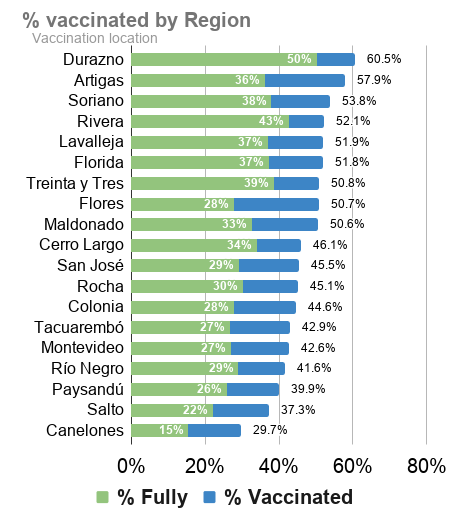 % vaccinated by Region
Vaccination location
Durazno 50% 60.5%
Artigas 36% 57.9%
Soriano 38% 53.8%
Rivera 43% 52.1%
Lavalleja 37% 51.9%
Florida 37% 51.8%
Treinta y Tres 39% 50.8%
Flores 28% 50.7%
Maldonado 33% 50.6%
Cerro Largo 34% 46.1%
San José 29% 45.5%
Rocha 30% 45.1%
Colonia 28% 44.6%
Tacuarembó 27% 42.9%
Montevideo 27% 42.6%
Río Negro 29% 41.6%
Paysandú 26% 39.9%
Salto 22% 37.3%
Canelones 15% 29.7%
0% 20% 40% 60% 80%
% Fully % Vaccinated